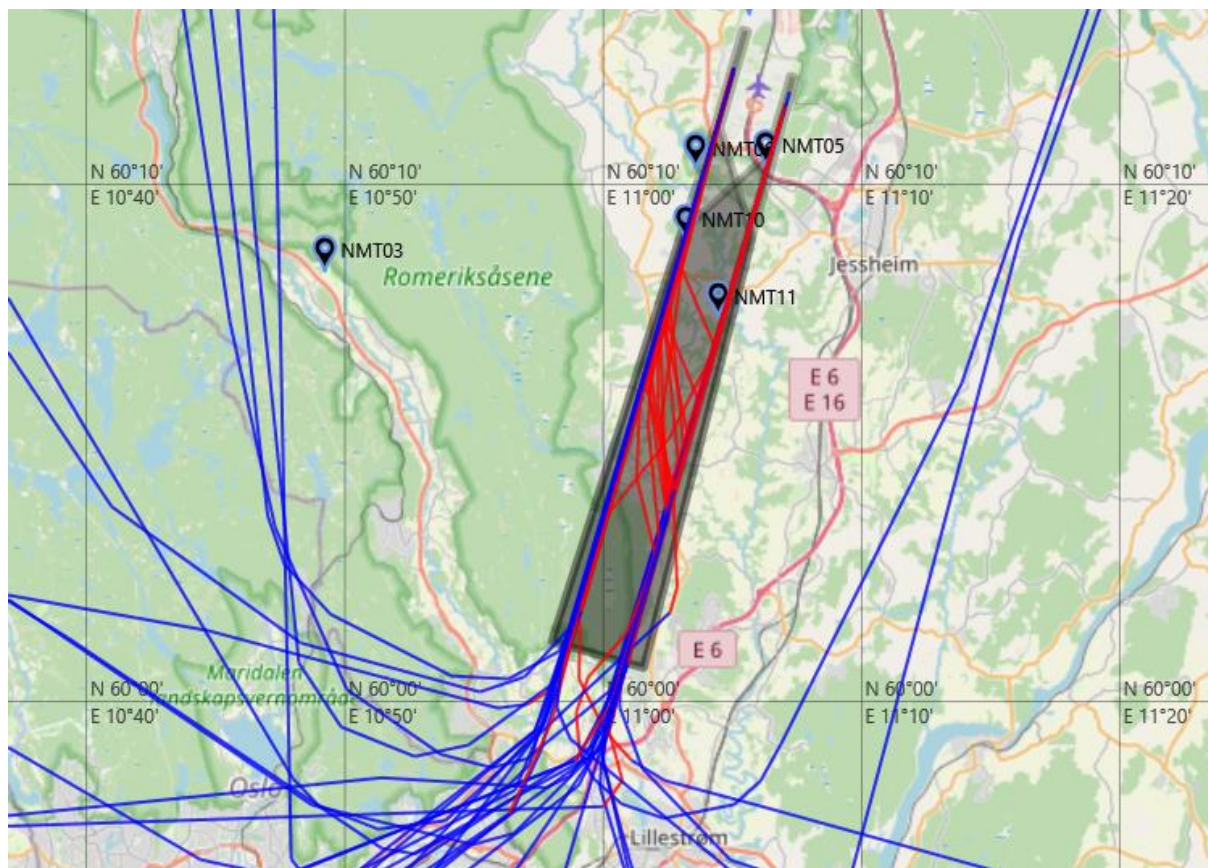 NMT05
N 60°10'
N 60°10'
N 60°10'
N 60°10'
N 60°10'
E 10°40'
E 10°50'
E 11°00'
E 11°10'
E 11°20'
NMT10
NMT03
Romeriksåsene
Jessheim
NMT11
E 6
E 16
E 6
Maridalen
N 60°00'
N 60°00'
60°00'
N 60°00'
N 60°00'
E 10°40'
E 10°50'
E 11°00'
E 11°10'
E 11°20'
andskapsvernområde
Oslo
Lillestrøm